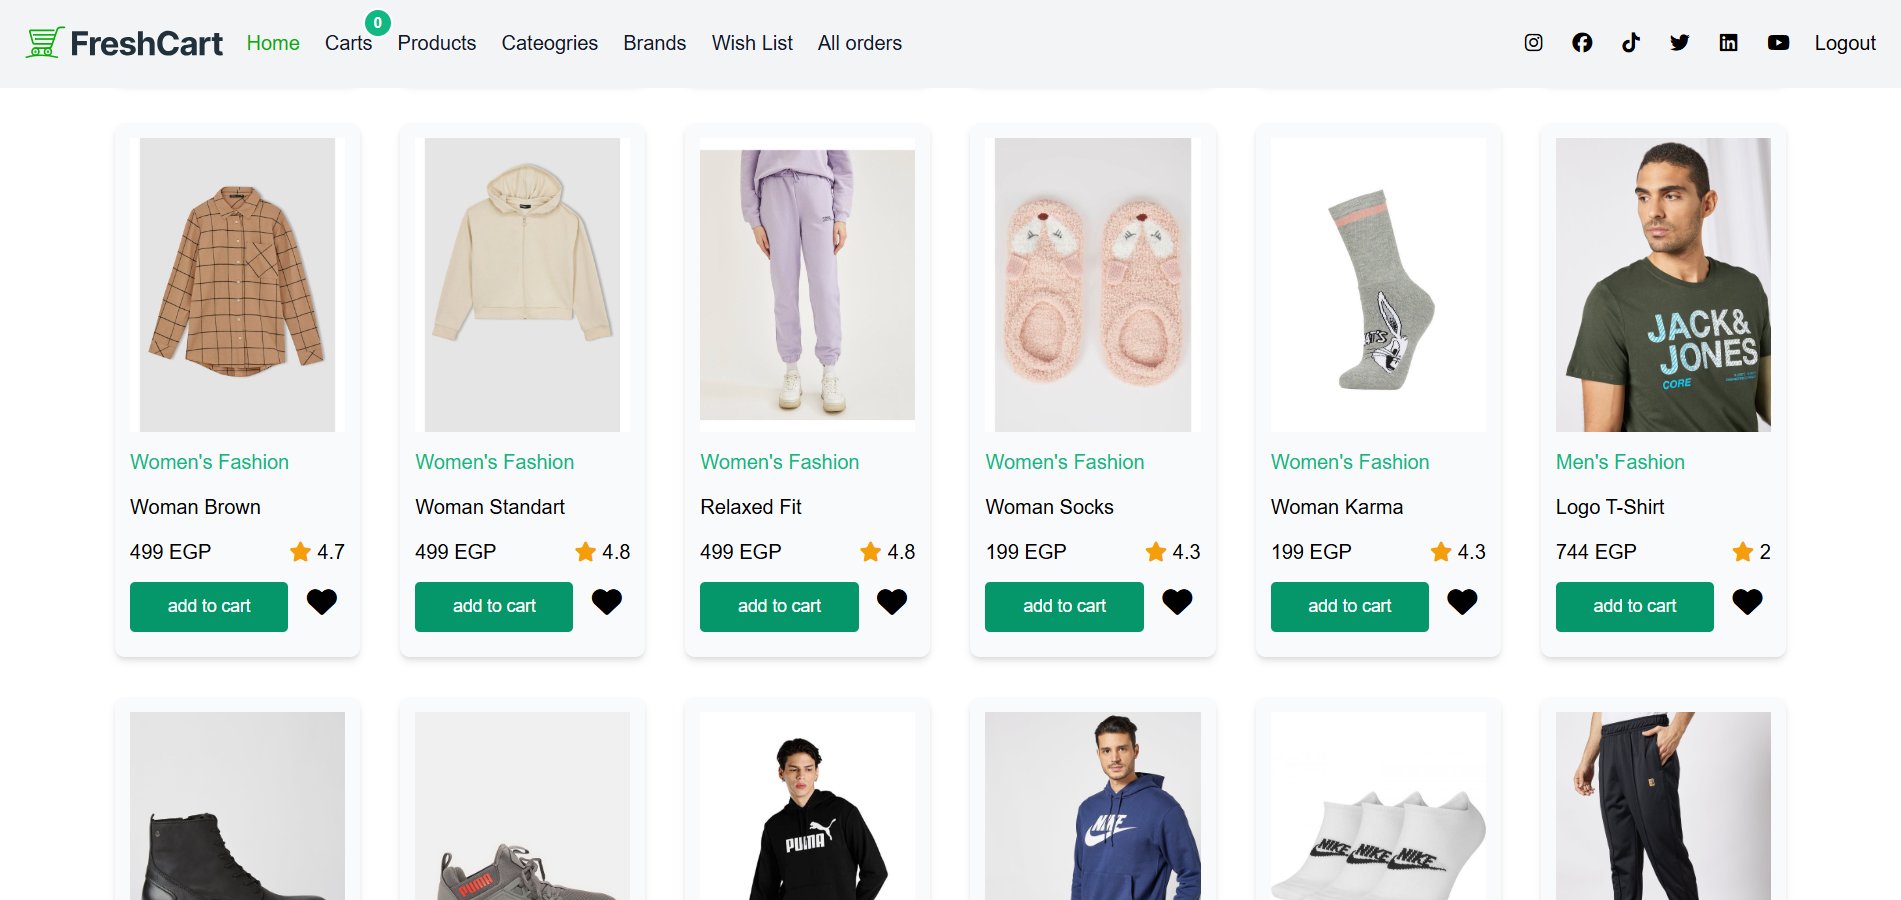 FreshCart Home Carts 0 Products Cateogries Brands Wish List All orders Logout
JACK&
JONES
CORE
Women's Fashion Women's Fashion Women's Fashion Women's Fashion Women's Fashion Men's Fashion
Woman Brown Woman Standart Relaxed Fit Woman Socks Woman Karma Logo T-Shirt
499 EGP 4.7 499 EGP 4.8 499 EGP 4.8 199 EGP 4.3 199 EGP 4.3 744 EGP 2
add to cart add to cart add to cart add to cart add to cart add to cart
PUMA PUMA NIKE NIKE NIKE NIKE